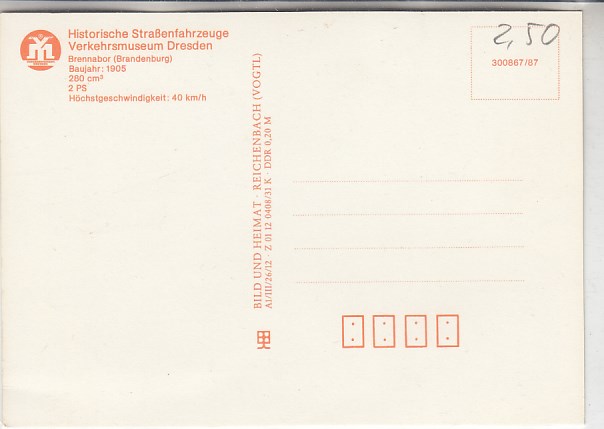 Historische Straßenfahrzeuge
Verkehrsmuseum Dresden
Brennabor (Brandenburg)
Baujahr: 1905
280 cm³
2 PS
Höchstgeschwindigkeit: 40 km/h
BILD UND HEIMAT · REICHENBACH (VOGTL)
A1/III/26/12 · Z 01 12 0408/31 K · DDR 0,20 M
2,50
300867/87